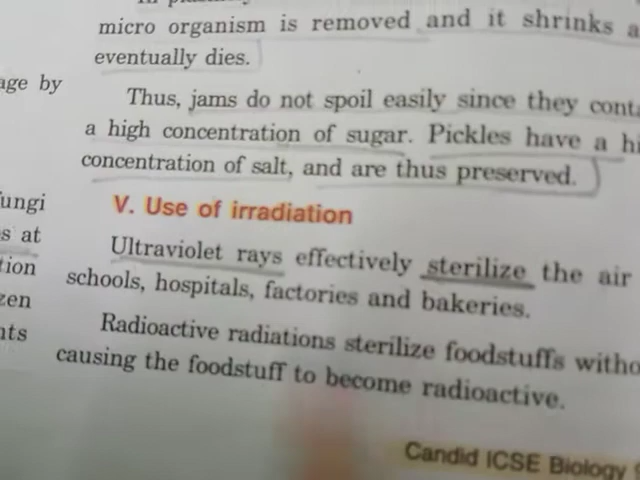 micro organism is removed and it shrinks a
eventually dies.
age by
Thus, jams do not spoil easily since they conta
a high concentration of sugar. Pickles have a hi
concentration of salt, and are thus preserved.
ungi
s at
tion
zen
nts
V. Use of irradiation
Ultraviolet rays effectively sterilize the air
schools, hospitals, factories and bakeries.
Radioactive radiations sterilize foodstuffs witho
causing the foodstuff to become radioactive.
Candid ICSE Biology